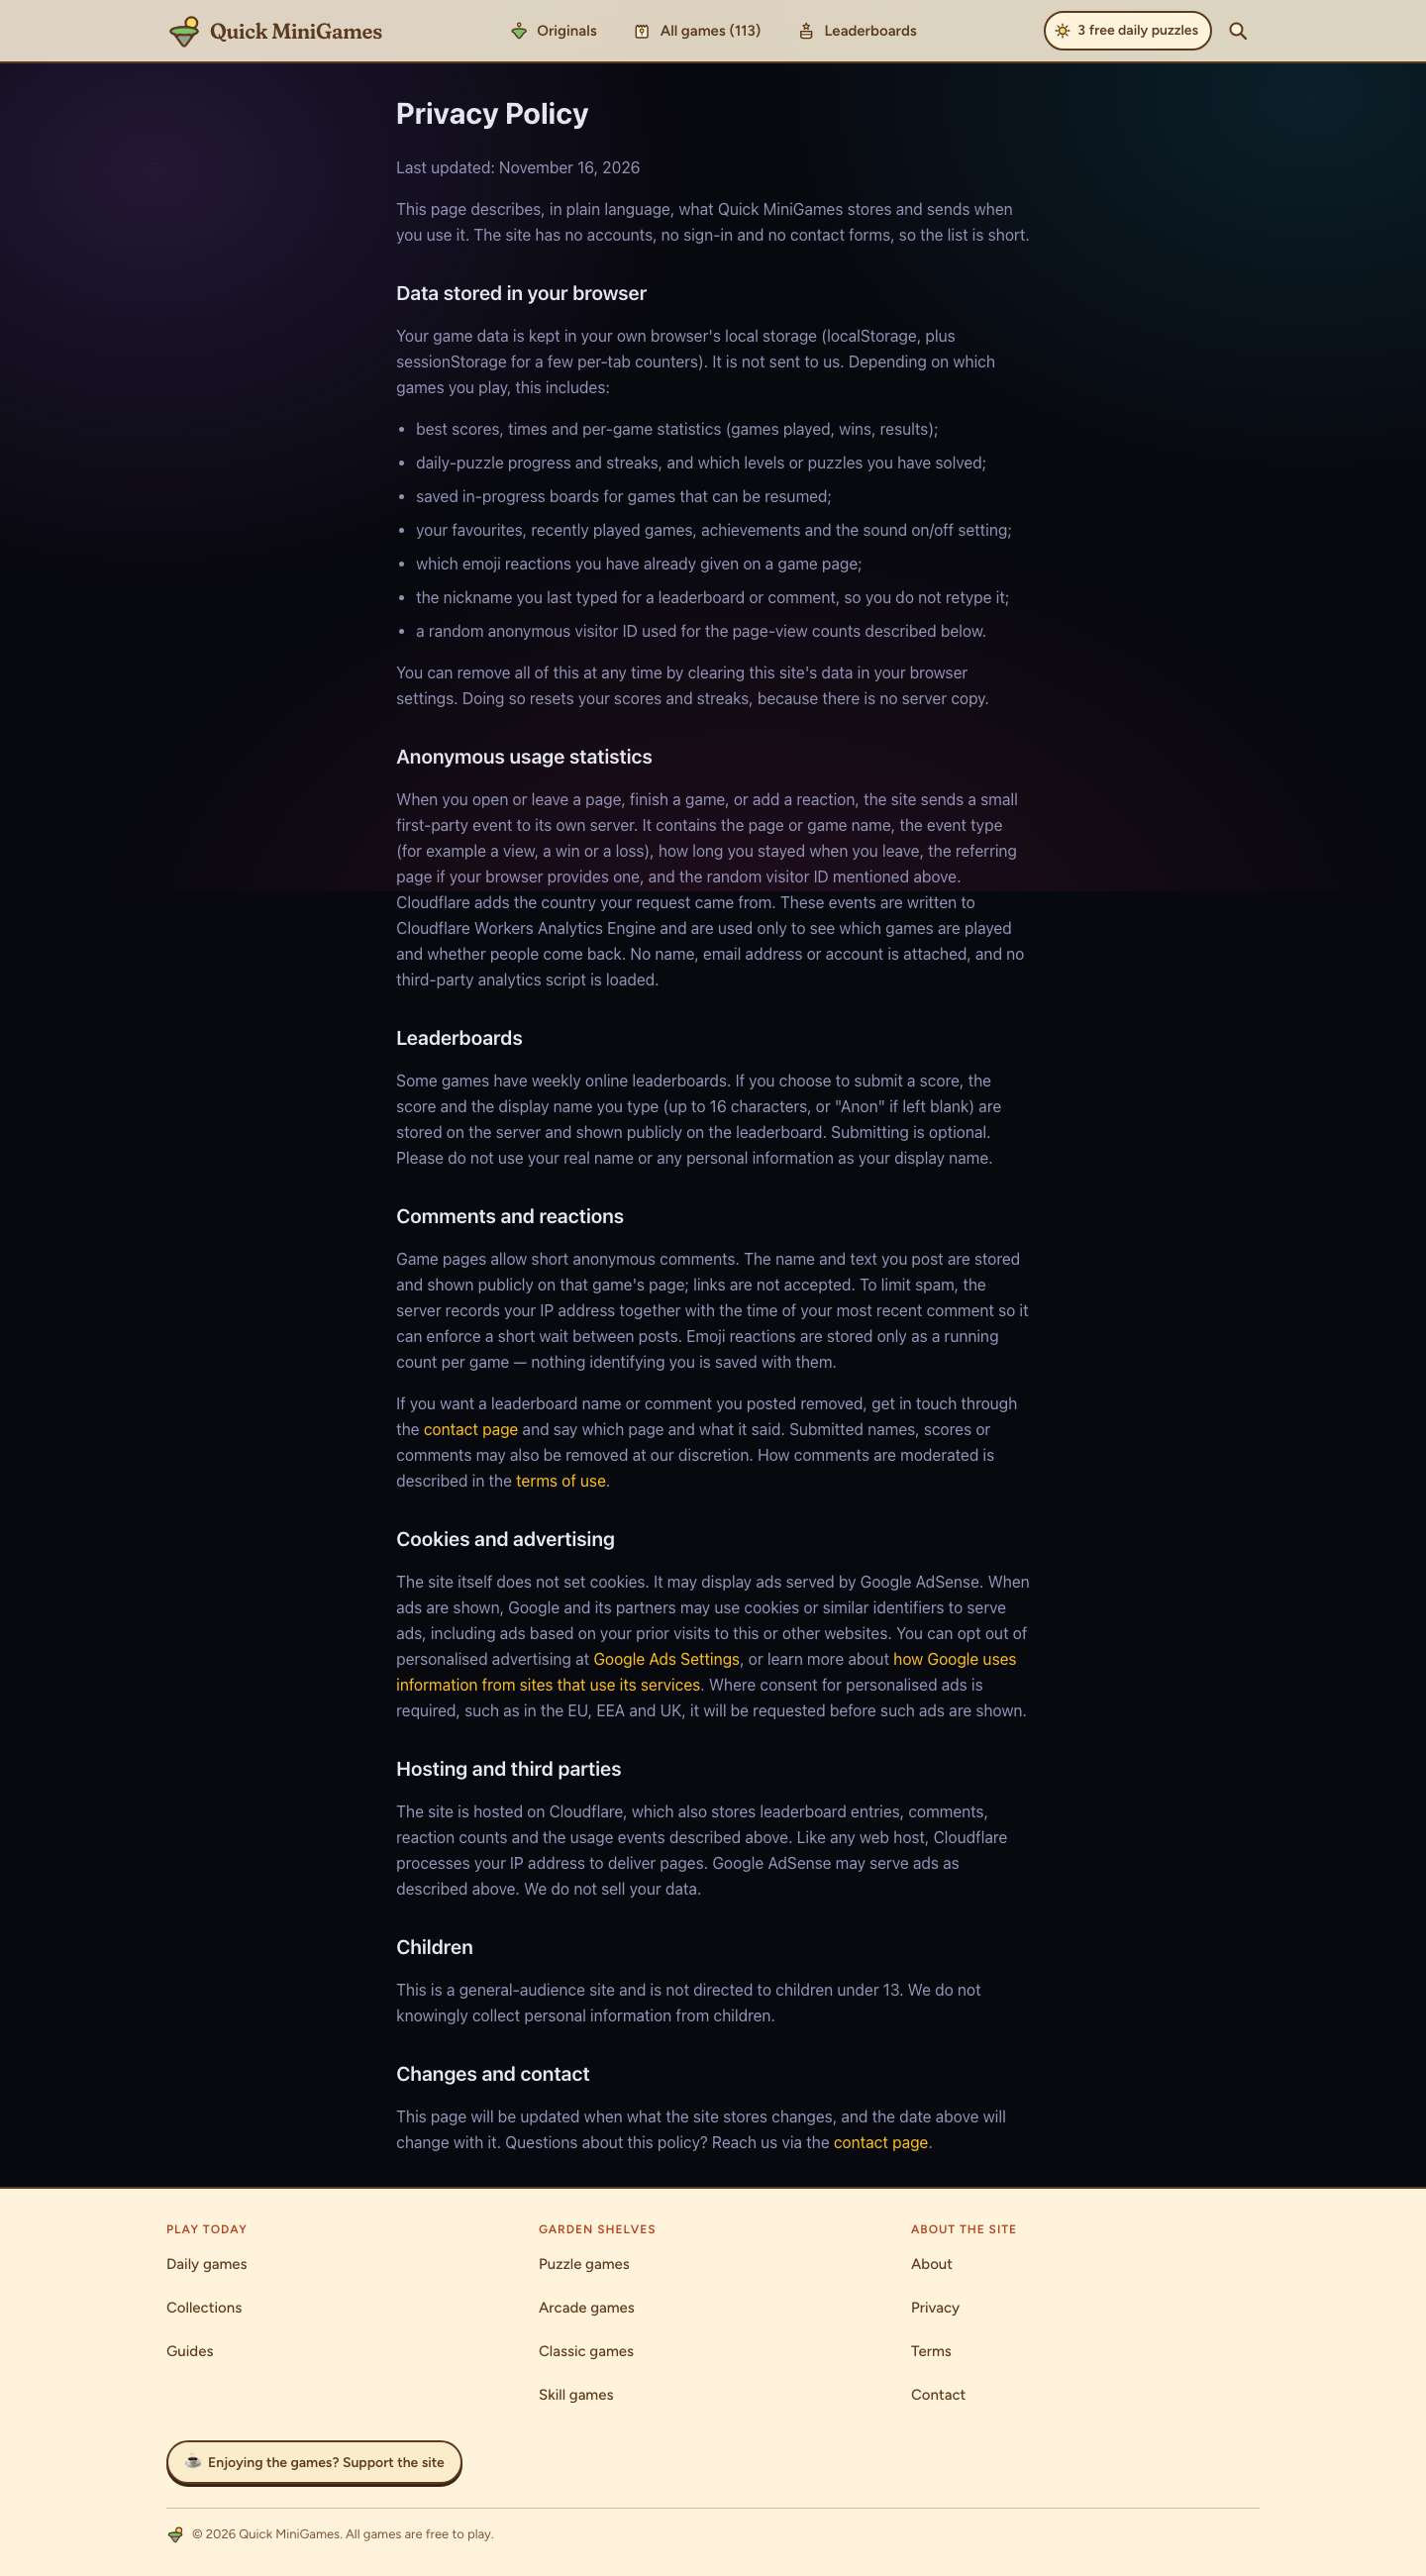 Quick MiniGames
Originals
All games (113)
Leaderboards
3 free daily puzzles
Privacy Policy
Last updated: November 16, 2026
This page describes, in plain language, what Quick MiniGames stores and sends when
you use it. The site has no accounts, no sign-in and no contact forms, so the list is short.
Data stored in your browser
Your game data is kept in your own browser's local storage (localStorage, plus
sessionStorage for a few per-tab counters). It is not sent to us. Depending on which
games you play, this includes:
• best scores, times and per-game statistics (games played, wins, results);
• daily-puzzle progress and streaks, and which levels or puzzles you have solved;
• saved in-progress boards for games that can be resumed;
• your favourites, recently played games, achievements and the sound on/off setting;
• which emoji reactions you have already given on a game page;
• the nickname you last typed for a leaderboard or comment, so you do not retype it;
• a random anonymous visitor ID used for the page-view counts described below.
You can remove all of this at any time by clearing this site's data in your browser
settings. Doing so resets your scores and streaks, because there is no server copy.
Anonymous usage statistics
When you open or leave a page, finish a game, or add a reaction, the site sends a small
first-party event to its own server. It contains the page or game name, the event type
(for example a view, a win or a loss), how long you stayed when you leave, the referring
page if your browser provides one, and the random visitor ID mentioned above.
Cloudflare adds the country your request came from. These events are written to
Cloudflare Workers Analytics Engine and are used only to see which games are played
and whether people come back. No name, email address or account is attached, and no
third-party analytics script is loaded.
Leaderboards
Some games have weekly online leaderboards. If you choose to submit a score, the
score and the display name you type (up to 16 characters, or "Anon" if left blank) are
stored on the server and shown publicly on the leaderboard. Submitting is optional.
Please do not use your real name or any personal information as your display name.
Comments and reactions
Game pages allow short anonymous comments. The name and text you post are stored
and shown publicly on that game's page; links are not accepted. To limit spam, the
server records your IP address together with the time of your most recent comment so it
can enforce a short wait between posts. Emoji reactions are stored only as a running
count per game — nothing identifying you is saved with them.
If you want a leaderboard name or comment you posted removed, get in touch through
the contact page and say which page and what it said. Submitted names, scores or
comments may also be removed at our discretion. How comments are moderated is
described in the terms of use.
Cookies and advertising
The site itself does not set cookies. It may display ads served by Google AdSense. When
ads are shown, Google and its partners may use cookies or similar identifiers to serve
ads, including ads based on your prior visits to this or other websites. You can opt out of
personalised advertising at Google Ads Settings, or learn more about how Google uses
information from sites that use its services. Where consent for personalised ads is
required, such as in the EU, EEA and UK, it will be requested before such ads are shown.
Hosting and third parties
The site is hosted on Cloudflare, which also stores leaderboard entries, comments,
reaction counts and the usage events described above. Like any web host, Cloudflare
processes your IP address to deliver pages. Google AdSense may serve ads as
described above. We do not sell your data.
Children
This is a general-audience site and is not directed to children under 13. We do not
knowingly collect personal information from children.
Changes and contact
This page will be updated when what the site stores changes, and the date above will
change with it. Questions about this policy? Reach us via the contact page.
PLAY TODAY
Daily games
Collections
Guides
GARDEN SHELVES
Puzzle games
Arcade games
Classic games
Skill games
ABOUT THE SITE
About
Privacy
Terms
Contact
Enjoying the games? Support the site
© 2026 Quick MiniGames. All games are free to play.